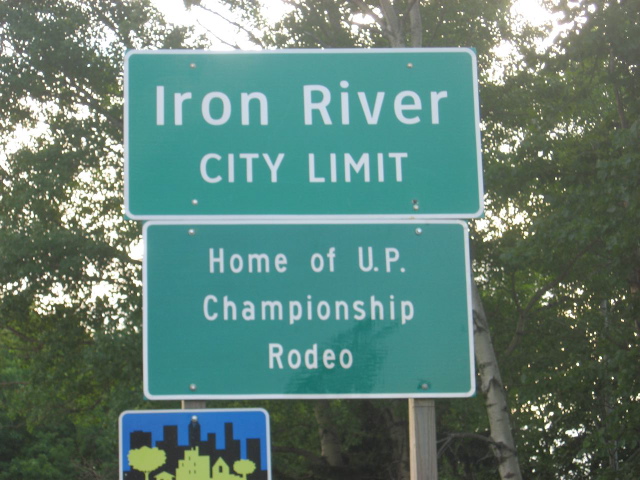 Iron River
CITY LIMIT
Home of U.P.
Championship
Rodeo